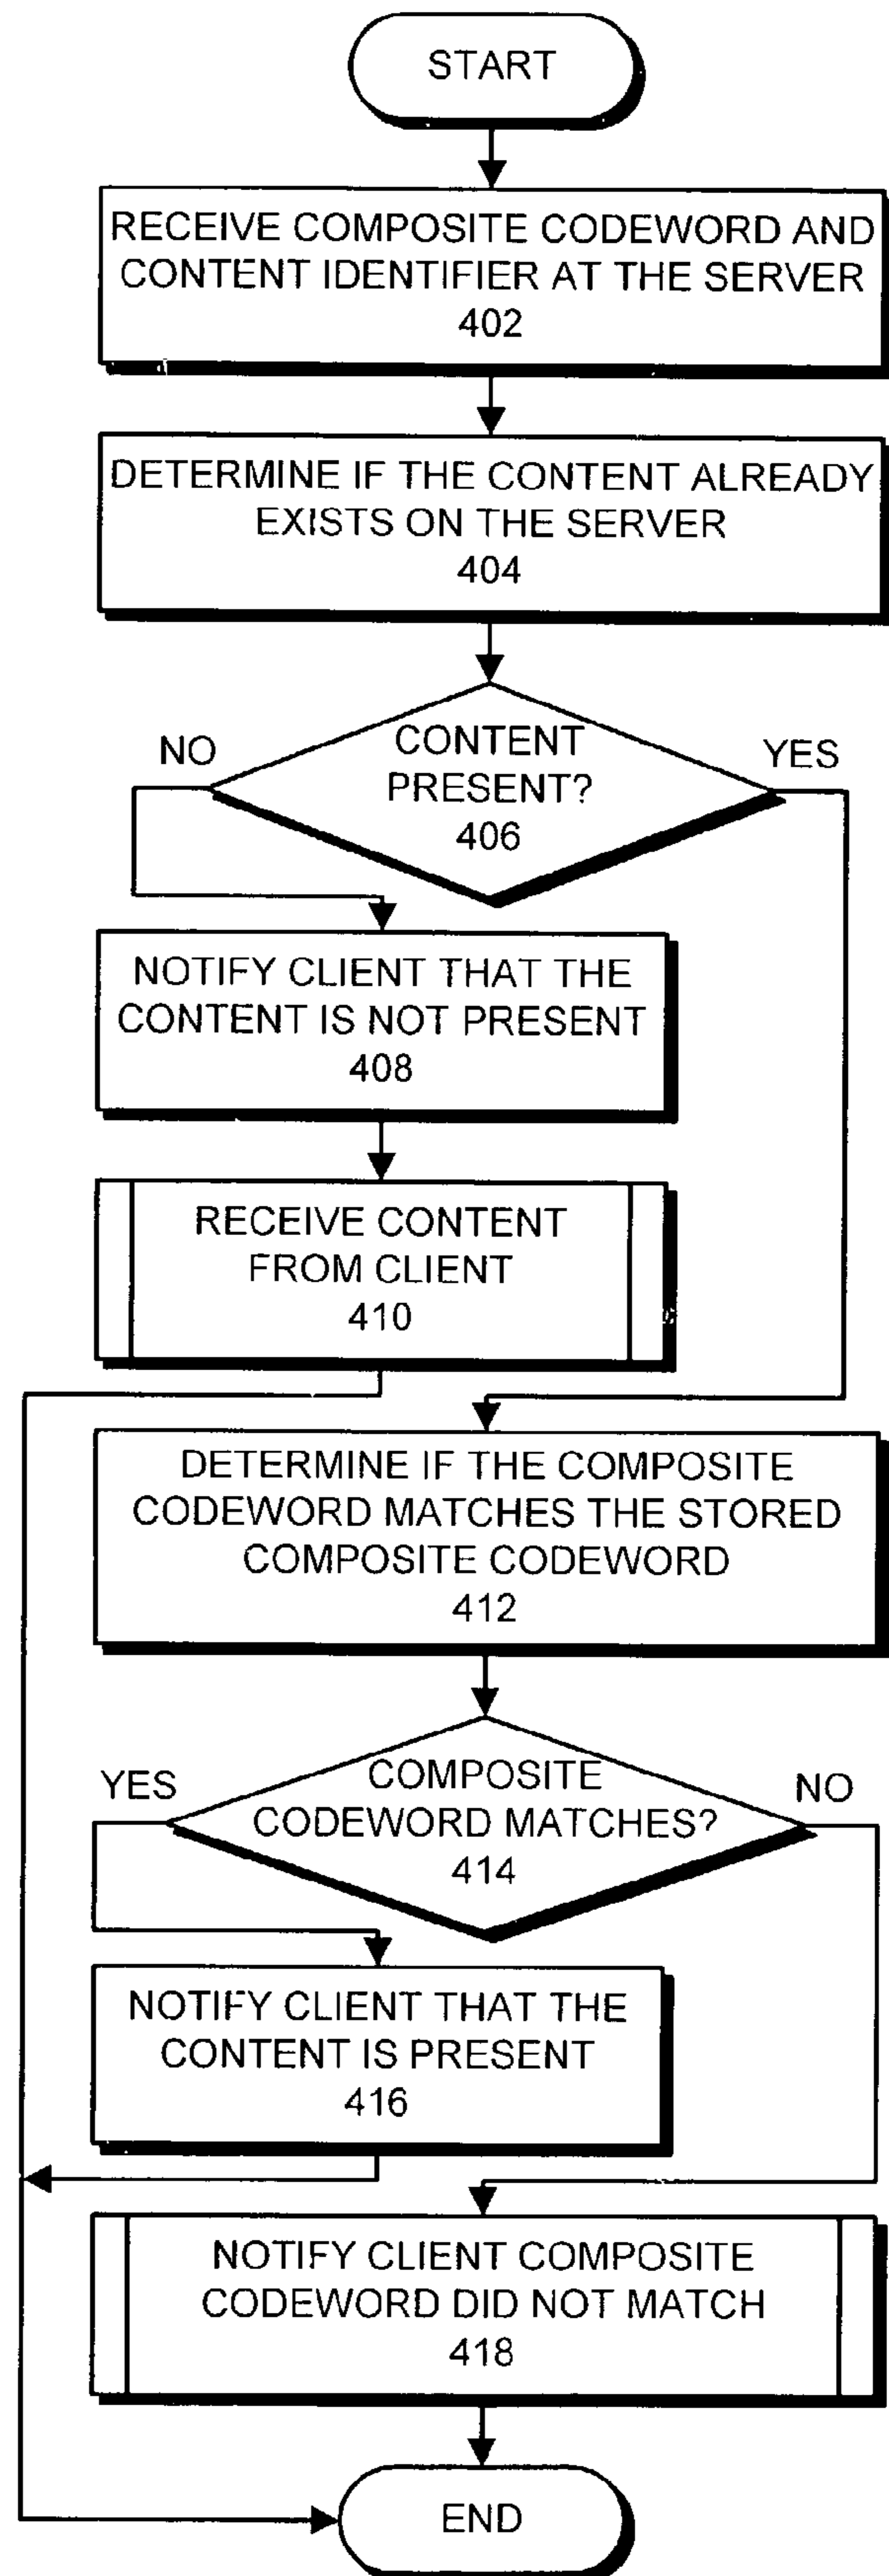 START
RECEIVE COMPOSITE CODEWORD AND
CONTENT IDENTIFIER AT THE SERVER
402
DETERMINE IF THE CONTENT ALREADY
EXISTS ON THE SERVER
404
NO
CONTENT
PRESENT?
406
YES
NOTIFY CLIENT THAT THE
CONTENT IS NOT PRESENT
408
RECEIVE CONTENT
FROM CLIENT
410
DETERMINE IF THE COMPOSITE
CODEWORD MATCHES THE STORED
COMPOSITE CODEWORD
412
YES
COMPOSITE
CODEWORD MATCHES?
414
NO
NOTIFY CLIENT THAT THE
CONTENT IS PRESENT
416
NOTIFY CLIENT COMPOSITE
CODEWORD DID NOT MATCH
418
END